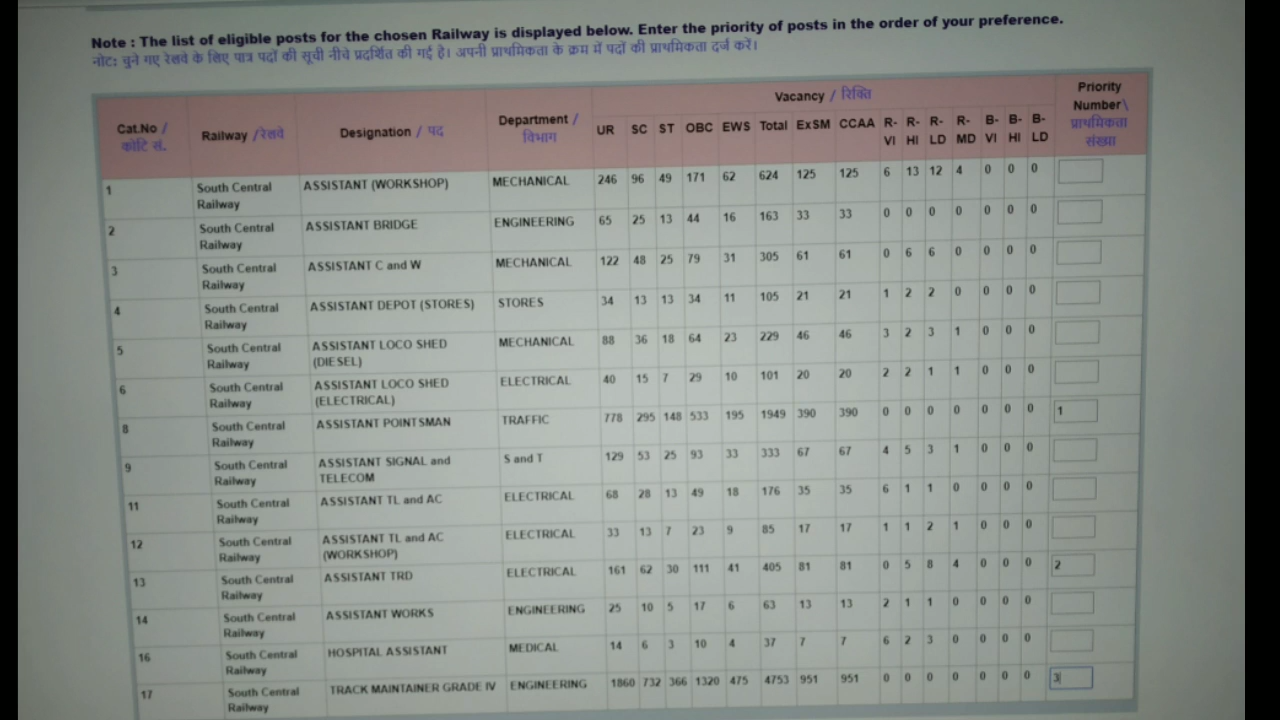 Note : The list of eligible posts for the chosen Railway is displayed below. Enter the priority of posts in the order of your preference.
नोटः चुने गए रेलवे के लिए पात्र पदों की सूची नीचे प्रदर्शित की गई है। अपनी प्राथमिकता के क्रम में पदों की प्राथमिकता दर्ज करें।
Cat.No / कोटि सं. Railway / रेलवे Designation / पद Department / विभाग Vacancy / रिक्ति Priority Number\ प्राथमिकता संख्या
UR SC ST OBC EWS Total ExSM CCAA R-VI R-HI R-LD R-MD B-VI B-HI B-LD
1 South Central Railway ASSISTANT (WORKSHOP) MECHANICAL 246 96 49 171 62 624 125 125 6 13 12 4 0 0 0
2 South Central Railway ASSISTANT BRIDGE ENGINEERING 65 25 13 44 16 163 33 33 0 0 0 0 0 0 0
3 South Central Railway ASSISTANT C and W MECHANICAL 122 48 25 79 31 305 61 61 0 6 6 0 0 0 0
4 South Central Railway ASSISTANT DEPOT (STORES) STORES 34 13 13 34 11 105 21 21 1 2 2 0 0 0 0
5 South Central Railway ASSISTANT LOCO SHED (DIESEL) MECHANICAL 88 36 18 64 23 229 46 46 3 2 3 1 0 0 0
6 South Central Railway ASSISTANT LOCO SHED (ELECTRICAL) ELECTRICAL 40 15 7 29 10 101 20 20 2 2 1 1 0 0 0
8 South Central Railway ASSISTANT POINTSMAN TRAFFIC 778 295 148 533 195 1949 390 390 0 0 0 0 0 0 0 1
9 South Central Railway ASSISTANT SIGNAL and TELECOM S and T 129 53 25 93 33 333 67 67 4 5 3 1 0 0 0
11 South Central Railway ASSISTANT TL and AC ELECTRICAL 68 28 13 49 18 176 35 35 6 1 1 0 0 0 0
12 South Central Railway ASSISTANT TL and AC (WORKSHOP) ELECTRICAL 33 13 7 23 9 85 17 17 1 1 2 1 0 0 0
13 South Central Railway ASSISTANT TRD ELECTRICAL 161 62 30 111 41 405 81 81 0 5 8 4 0 0 0 2
14 South Central Railway ASSISTANT WORKS ENGINEERING 25 10 5 17 6 63 13 13 2 1 1 0 0 0 0
16 South Central Railway HOSPITAL ASSISTANT MEDICAL 14 6 3 10 4 37 7 7 6 2 3 0 0 0 0
17 South Central Railway TRACK MAINTAINER GRADE IV ENGINEERING 1860 732 366 1320 475 4753 951 951 0 0 0 0 0 0 0 3